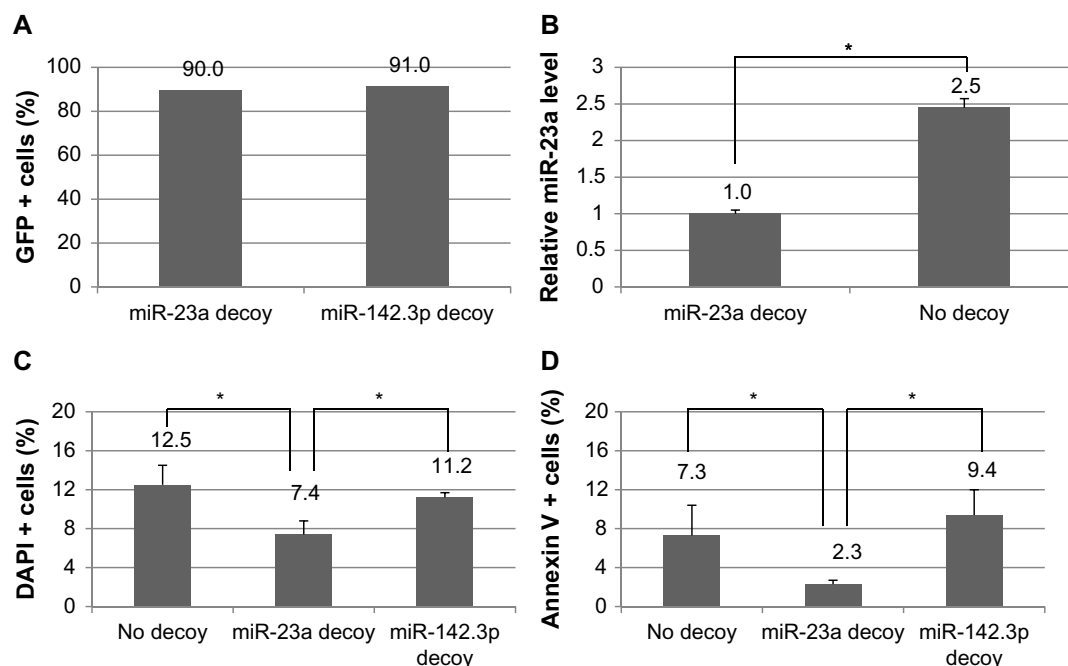 A
GFP + cells (%)
100
80
60
40
20
0
90.0
91.0
miR-23a decoy
miR-142.3p decoy
B
Relative miR-23a level
3
2.5
2
1.5
1
0.5
0
*
1.0
2.5
miR-23a decoy
No decoy
C
DAPI + cells (%)
20
16
12
8
4
0
*
*
12.5
7.4
11.2
No decoy
miR-23a decoy
miR-142.3p
decoy
D
Annexin V + cells (%)
20
16
12
8
4
0
*
*
7.3
2.3
9.4
No decoy
miR-23a decoy
miR-142.3p
decoy